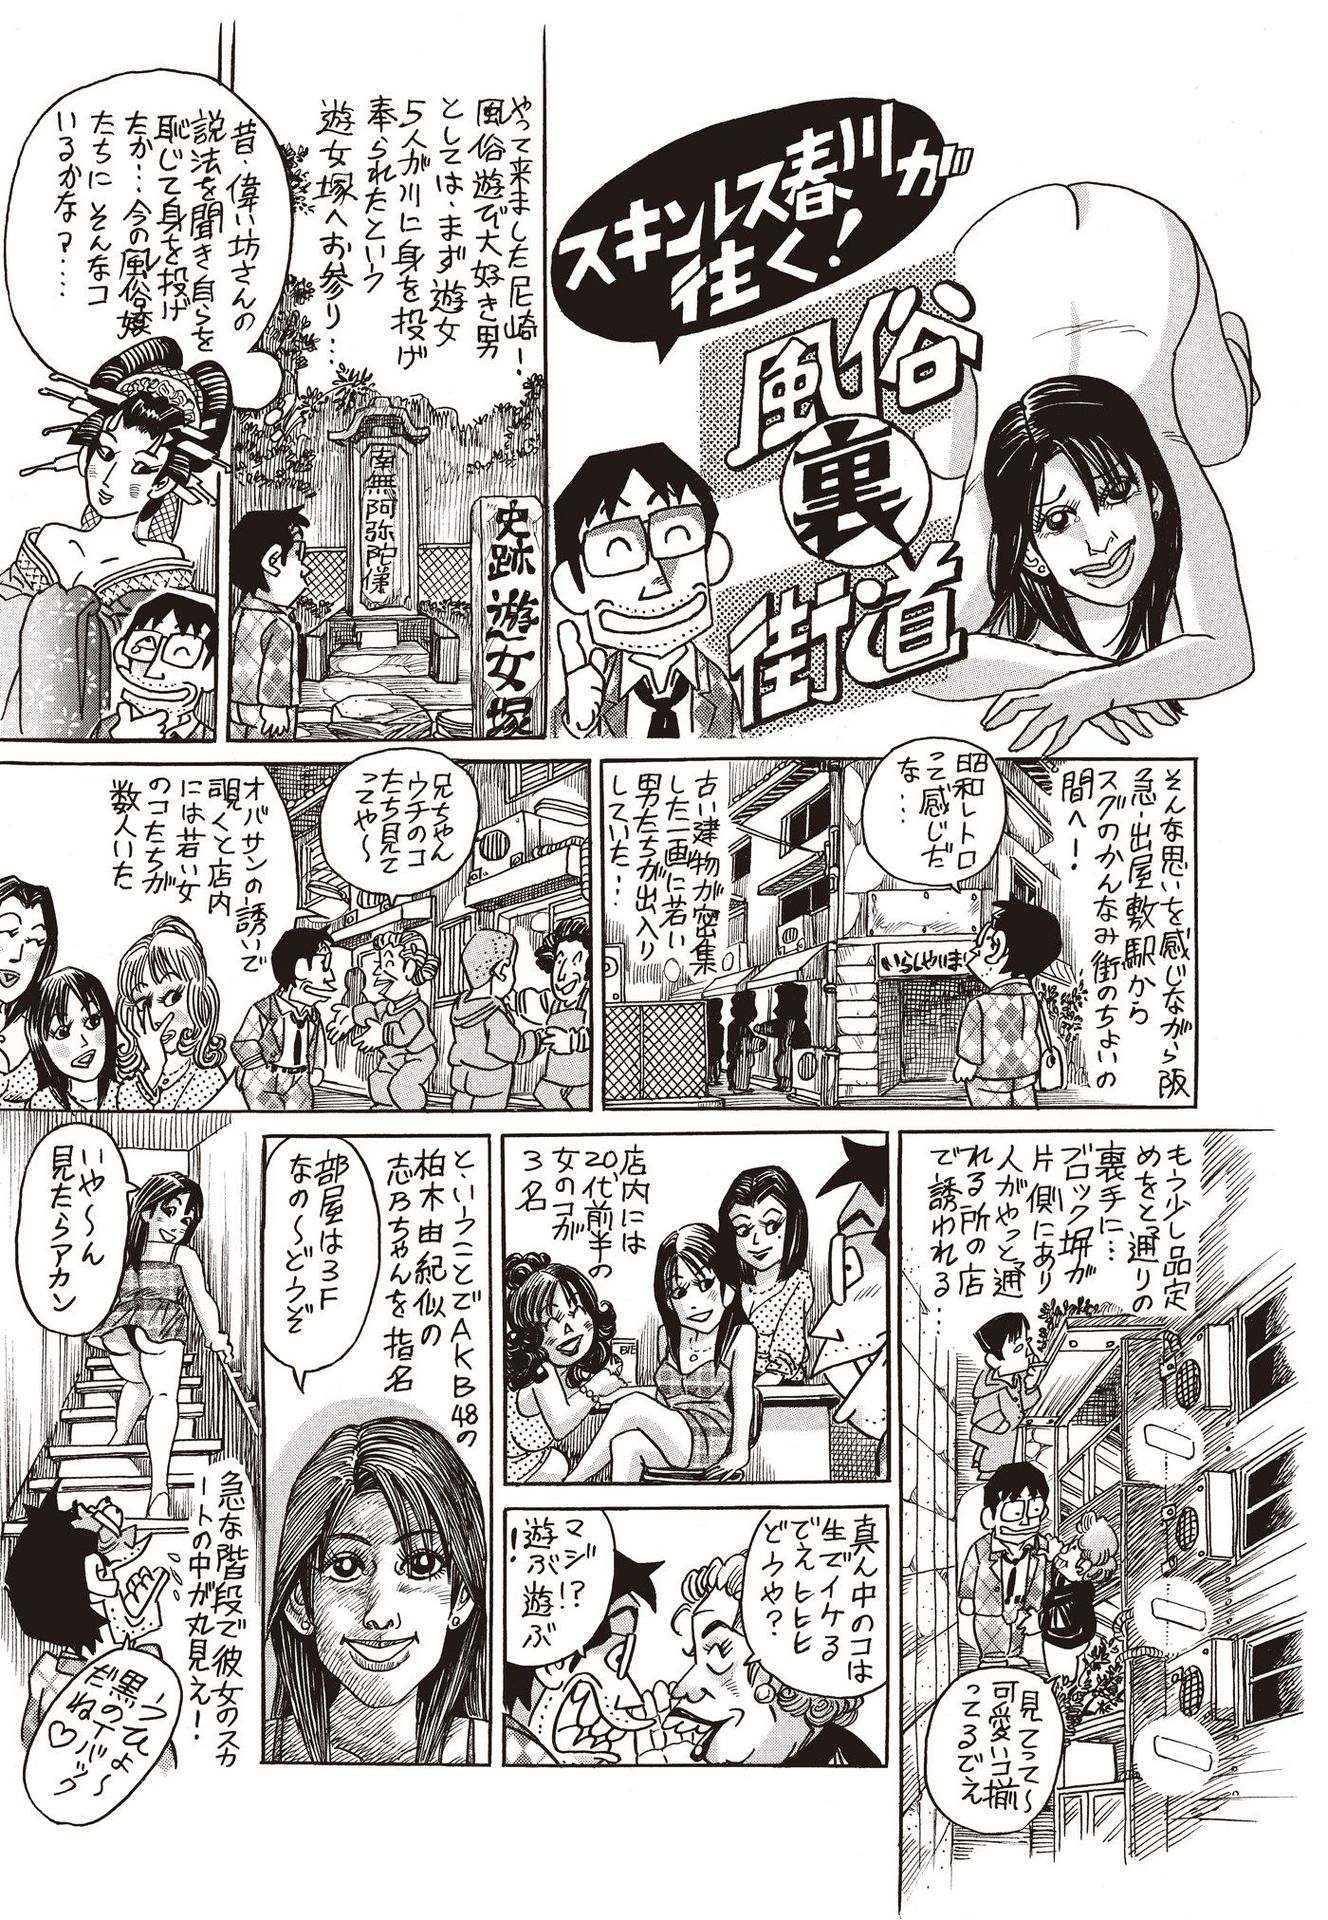 スキンレス春川が
往く!
風俗
裏
街道
やって来ました尼崎!
風俗遊び大好き男
としては、まず遊女
5人が川に身を投げ
奉られたという
遊女塚へお参り…
南無阿弥陀佛
史跡遊女塚
昔、偉い坊さんの
説法を聞き自らを
恥じて身を投げ
たか…今の風俗嬢
たちにそんなコ
いるかな?…
そんな思いを感じながら阪
急・出屋敷駅から
スグのかんなみ街のちょいの
間へ!
昭和レトロ
って感じだ
な…
いらしゃいま
古い建物が密集
した一画に若い
男たちが出入り
していた…
兄ちゃん
ウチのコ
たち見て
ってや〜
オバサンの誘いで
覗くと店内
には若い女
のコたちが
数人いた
もう少し品定
めをと通りの
裏手に…
ブロック塀が
片側にあり
人がやっと通
れる所の店
で誘われる…
見てって〜
可愛いコ揃
ってるでえ
店内には
20代前半の
女のコが
3名
真ん中のコは
生でイケる
でえヒヒヒ
どうや?
マジ!?
遊ぶ遊ぶ
!
ということでAKB48の
柏木由紀似の
志乃ちゃんを指名
部屋は3F
なの〜どうぞ
いや〜ん
見たらアカン
急な階段で彼女のスカ
ートの中が丸見え!
うひょ〜
黒のTバック
だね♡